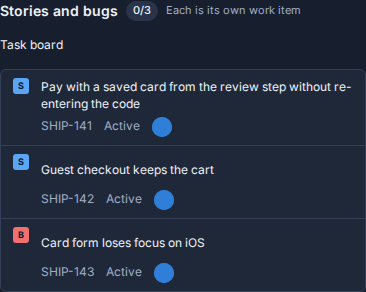 Stories and bugs 0/3 Each is its own work item
Task board
S Pay with a saved card from the review step without re-
entering the code
SHIP-141 Active
S Guest checkout keeps the cart
SHIP-142 Active
B Card form loses focus on iOS
SHIP-143 Active